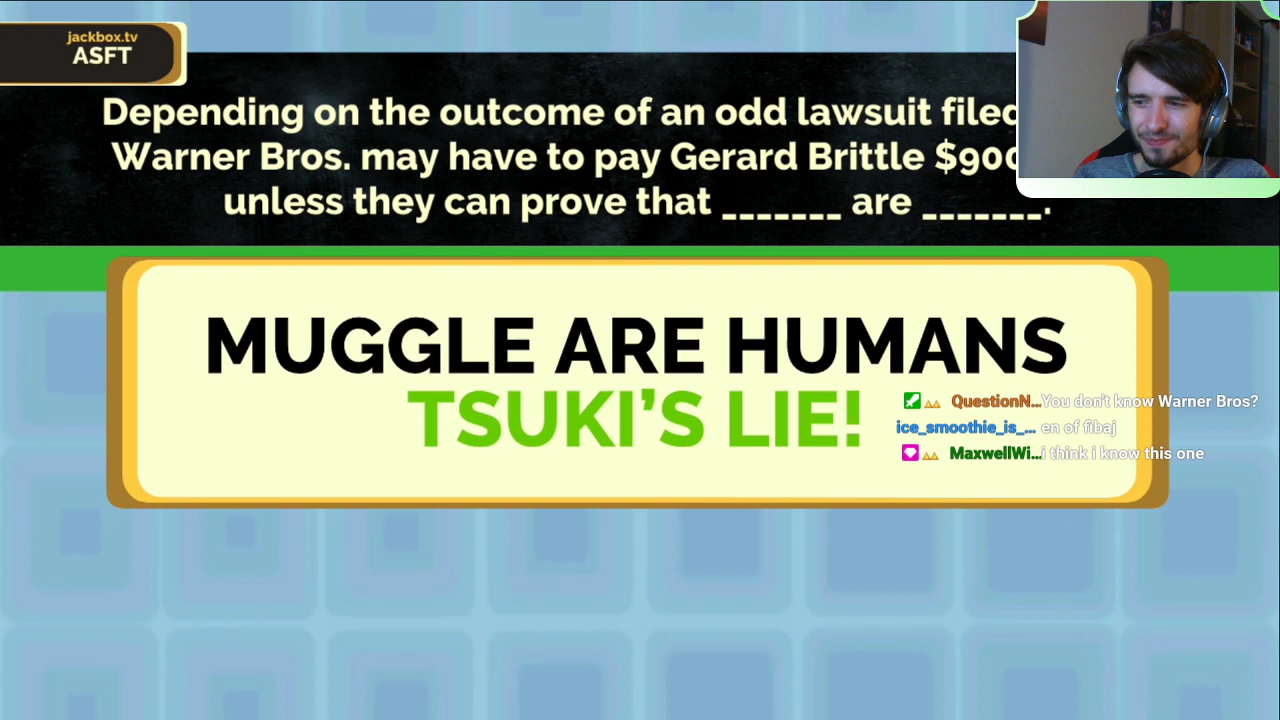 jackbox.tv
ASFT
Depending on the outcome of an odd lawsuit filed
Warner Bros. may have to pay Gerard Brittle $900
unless they can prove that _______ are _______.
MUGGLE ARE HUMANS
TSUKI'S LIE!
QuestionN... You don't know Warner Bros?
ice_smoothie_is_... en of fibaj
MaxwellWi... i think i know this one